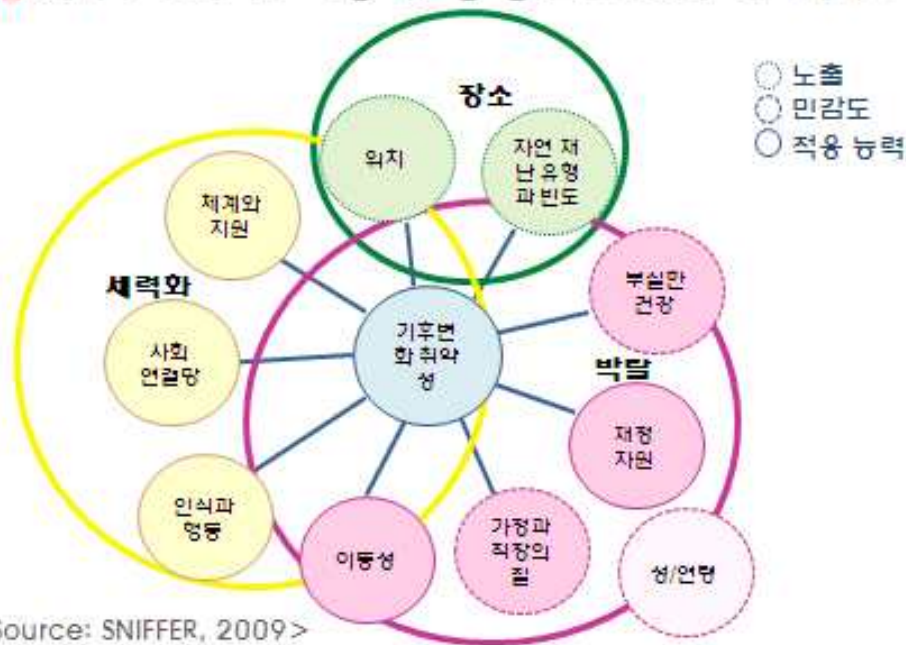 장소
노출
민감도
적응 능력
위치
자연 재
난 유형
과 빈도
체계와
지원
부실한
건강
세력화
기후변
화 취약
성
사회
연결망
박탈
재정
자원
인식과
행동
이동성
가정과
직장의
질
성/연령
Source: SNIFFER, 2009>